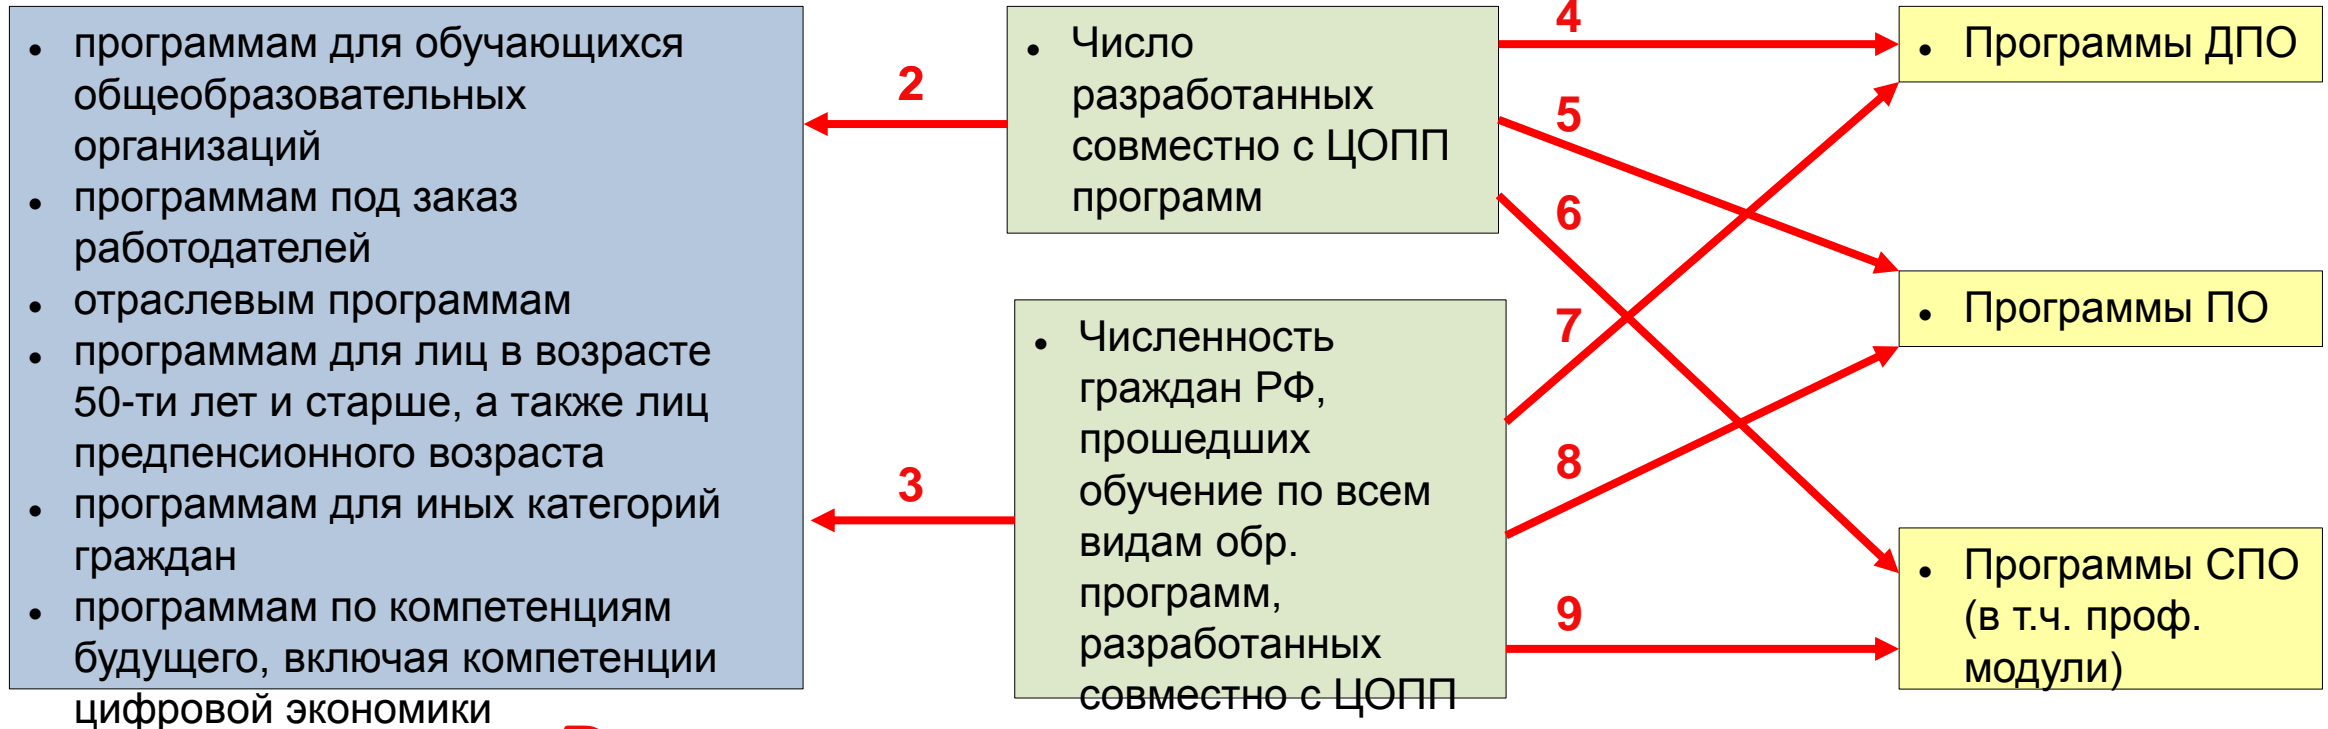 программам для обучающихся
общеобразовательных
организаций
программам под заказ
работодателей
отраслевым программам
программам для лиц в возрасте
50-ти лет и старше, а также лиц
предпенсионного возраста
программам для иных категорий
граждан
программам по компетенциям
будущего, включая компетенции
цифровой экономики
2
3
Число
разработанных
совместно с ЦОПП
программ
Численность
граждан РФ,
прошедших
обучение по всем
видам обр.
программ,
разработанных
совместно с ЦОПП
4
5
6
7
8
9
Программы ДПО
Программы ПО
Программы СПО
(в т.ч. проф.
модули)